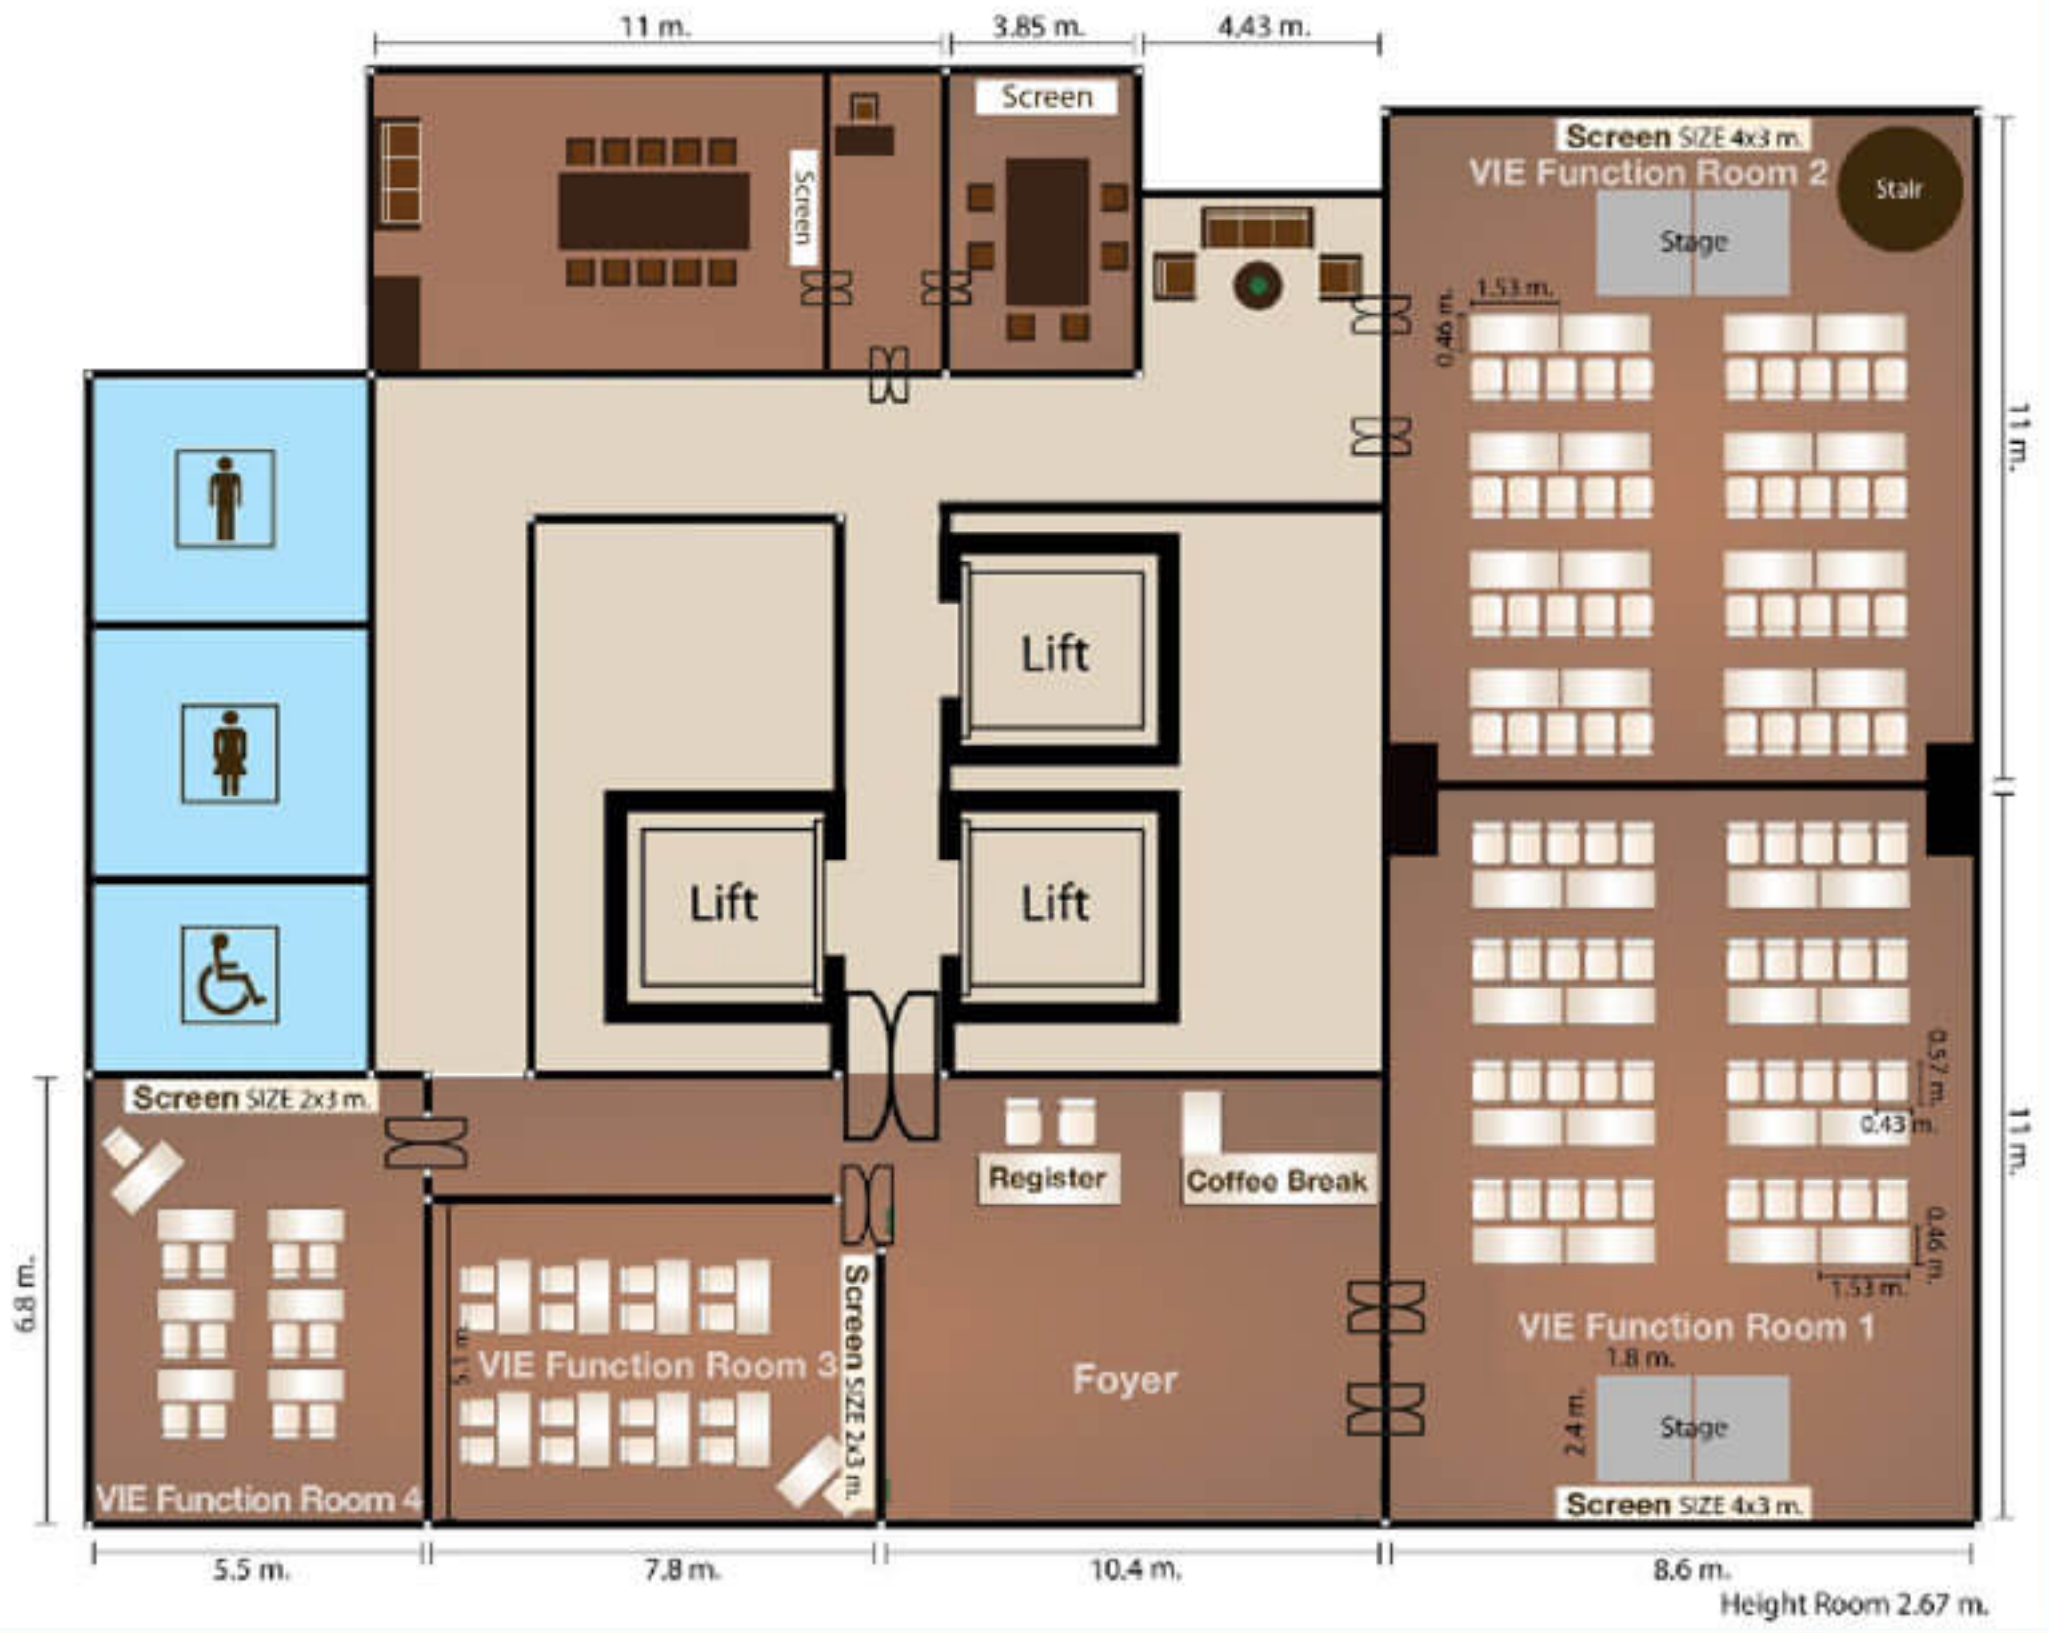 11 m.
3.85 m.
4.43 m.
Screen
Screen SIZE 4x3 m.
VIE Function Room 2
Stair
Screen
Stage
1.53 m.
0.46 m.
11 m.
Lift
Lift
Lift
0.57 m.
0.43 m.
Screen SIZE 2x3 m.
Register
Coffee Break
11 m.
0.46 m.
1.53 m.
6.8 m.
5.1 m.
VIE Function Room 3
Screen SIZE 2x3 m.
Foyer
VIE Function Room 1
1.8 m.
2.4 m.
Stage
VIE Function Room 4
Screen SIZE 4x3 m.
5.5 m.
7.8 m.
10.4 m.
8.6 m.
Height Room 2.67 m.